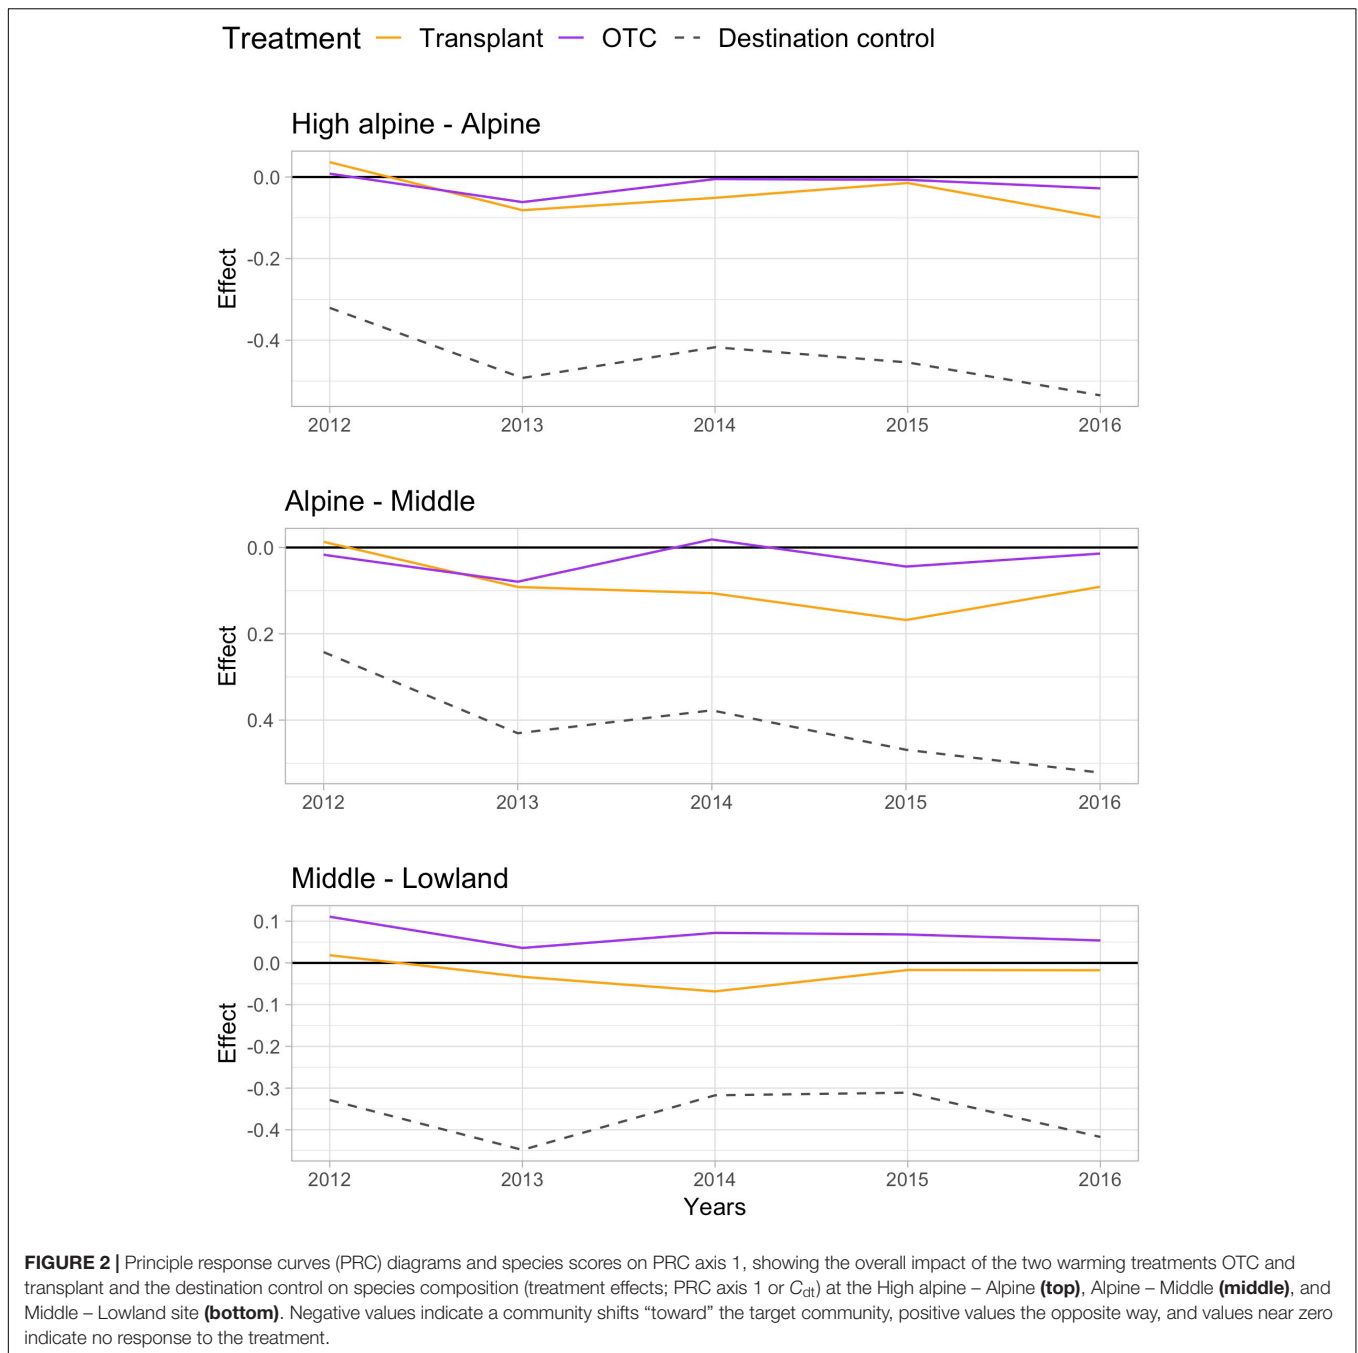 Treatment Transplant OTC Destination control
High alpine - Alpine
0.0
-0.2
-0.4
Effect
2012 2013 2014 2015 2016
Alpine - Middle
0.0
0.2
0.4
Effect
2012 2013 2014 2015 2016
Middle - Lowland
0.1
0.0
-0.1
-0.2
-0.3
-0.4
Effect
2012 2013 2014 2015 2016
Years
FIGURE 2 | Principle response curves (PRC) diagrams and species scores on PRC axis 1, showing the overall impact of the two warming treatments OTC and
transplant and the destination control on species composition (treatment effects; PRC axis 1 or Cdt) at the High alpine – Alpine (top), Alpine – Middle (middle), and
Middle – Lowland site (bottom). Negative values indicate a community shifts “toward” the target community, positive values the opposite way, and values near zero
indicate no response to the treatment.